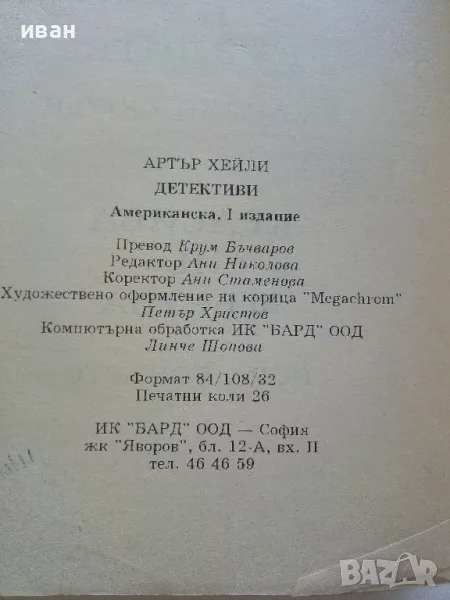 иван
АРТЪР ХЕЙЛИ
ДЕТЕКТИВИ
Американска, I издание
Превод Крум Бъчваров
Редактор Ани Николова
Коректор Ани Стаменова
Художествено оформление на корица "Megachrom"
Петър Христов
Компютърна обработка ИК "БАРД" ООД
Линче Шопова
Формат 84/108/32
Печатни коли 26
ИК "БАРД" ООД — София
жк "Яворов", бл. 12-А, вх. II
тел. 46 46 59
BAZAR